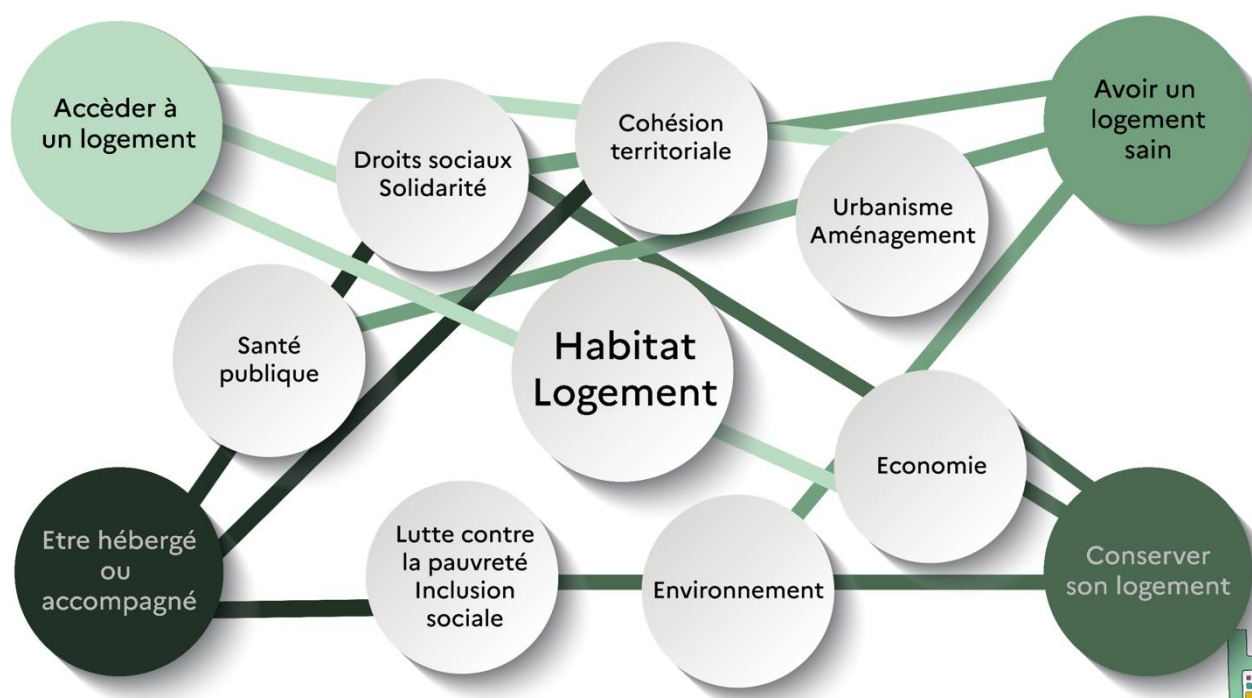 Accèder à
un logement
Droits sociaux
Solidarité
Cohésion
territoriale
Avoir un
logement
sain
Urbanisme
Aménagement
Santé
publique
Habitat
Logement
Economie
Etre hébergé
ou
accompagné
Lutte contre
la pauvreté
Inclusion
sociale
Environnement
Conserver
son logement